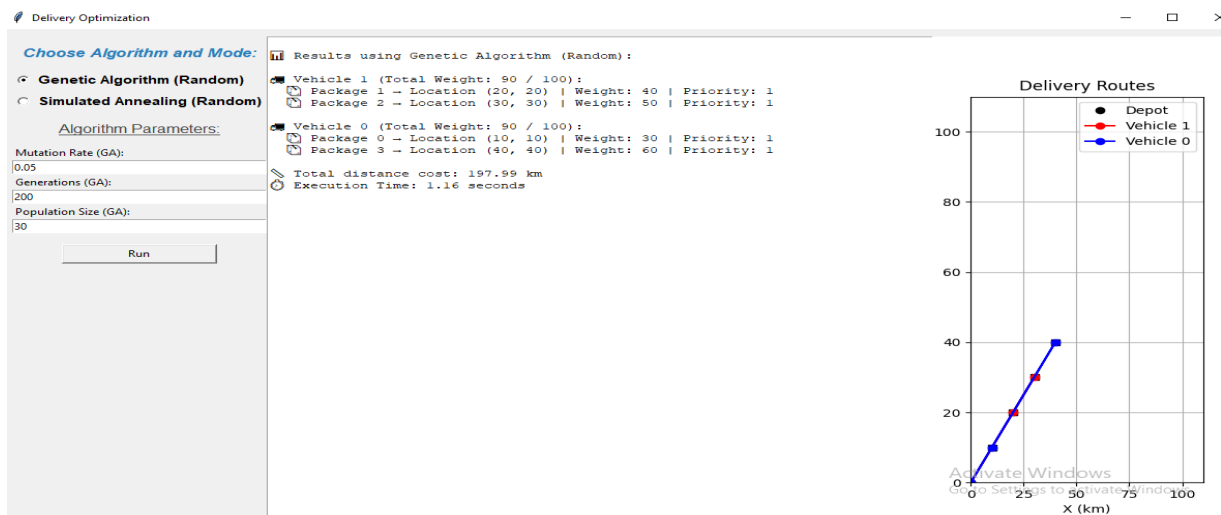 Delivery Optimization
Choose Algorithm and Mode:
Genetic Algorithm (Random)
Simulated Annealing (Random)
Algorithm Parameters:
Mutation Rate (GA):
0.05
Generations (GA):
200
Population Size (GA):
30
Run
Results using Genetic Algorithm (Random):
Vehicle 1 (Total Weight: 90 / 100):
Package 1 → Location (20, 20) | Weight: 40 | Priority: 1
Package 2 → Location (30, 30) | Weight: 50 | Priority: 1
Vehicle 0 (Total Weight: 90 / 100):
Package 0 → Location (10, 10) | Weight: 30 | Priority: 1
Package 3 → Location (40, 40) | Weight: 60 | Priority: 1
Total distance cost: 197.99 km
Execution Time: 1.16 seconds
Delivery Routes
Depot
Vehicle 1
Vehicle 0
100
80
60
40
20
0
0 25 50 75 100
X (km)
Activate Windows
Go to Settings to activate Windows.